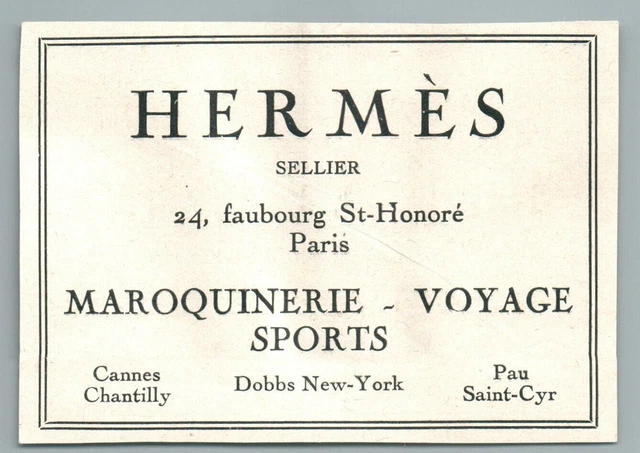 HERMÈS
SELLIER
24, faubourg St-Honoré
Paris
MAROQUINERIE - VOYAGE
SPORTS
Cannes
Chantilly
Dobbs New-York
Pau
Saint-Cyr